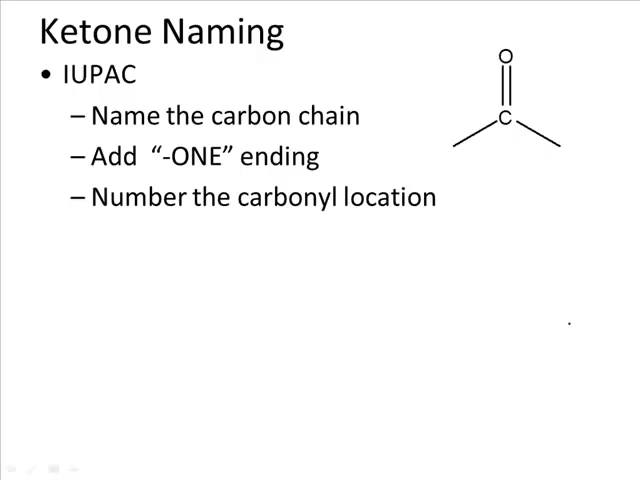 Ketone Naming
• IUPAC
– Name the carbon chain
– Add “-ONE” ending
– Number the carbonyl location
O
C